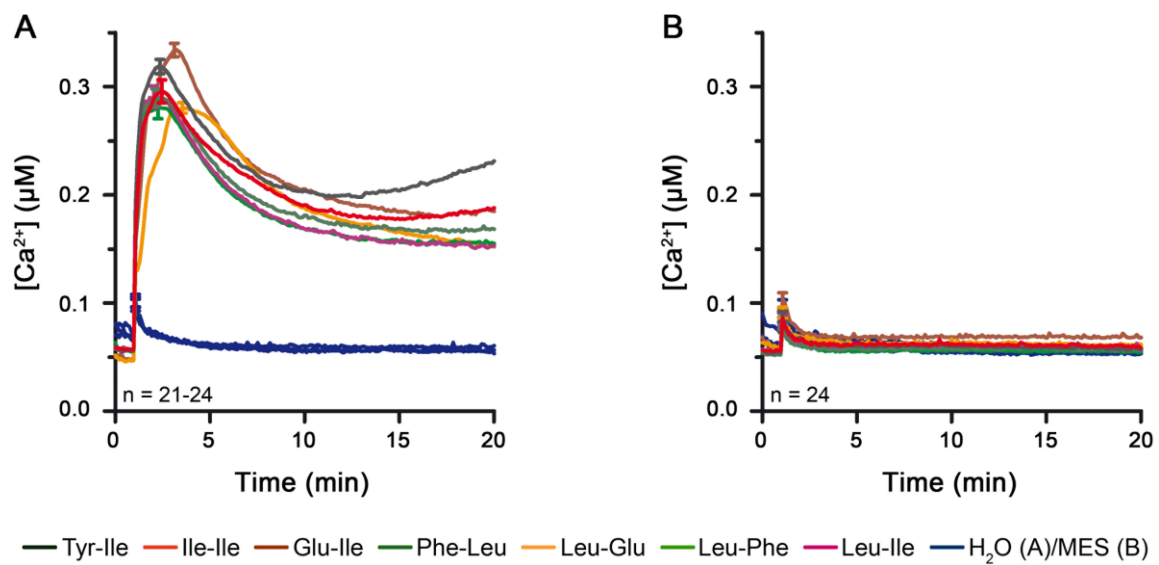 A
B
[Ca²⁺] (µM)
0.3
0.2
0.1
0.0
n = 21-24
0
5
10
15
20
Time (min)
[Ca²⁺] (µM)
0.3
0.2
0.1
0.0
n = 24
0
5
10
15
20
Time (min)
Tyr-Ile Ile-Ile Glu-Ile Phe-Leu Leu-Glu Leu-Phe Leu-Ile H₂O (A)/MES (B)